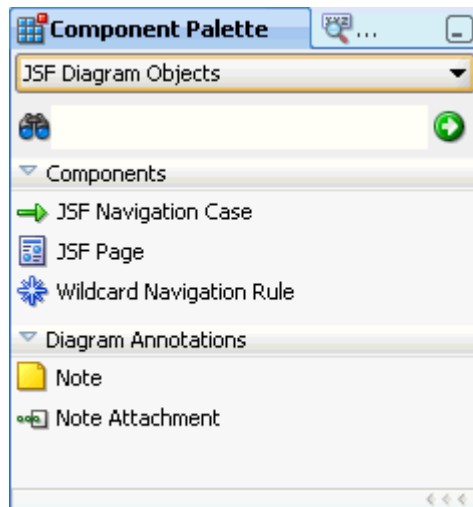 Component Palette
XYZ ...
JSF Diagram Objects
Components
JSF Navigation Case
JSF Page
Wildcard Navigation Rule
Diagram Annotations
Note
Note Attachment